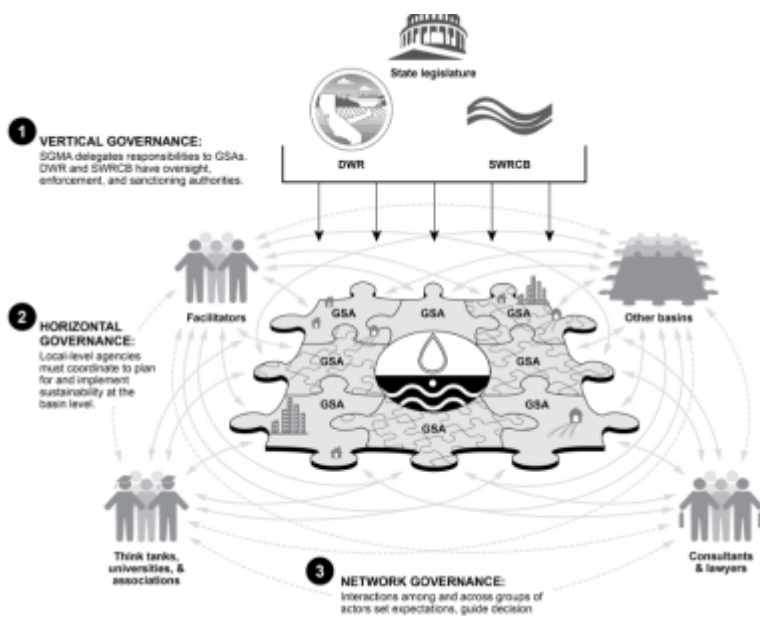 State legislature
1
VERTICAL GOVERNANCE:
SGMA delegates responsibilities to GSAs.
DWR and SWRCB have oversight,
enforcement, and sanctioning authorities.
DWR
SWRCB
Facilitators
Other basins
2
HORIZONTAL
GOVERNANCE:
Local-level agencies
must coordinate to plan
for and implement
sustainability at the
basin level.
GSA
GSA
GSA
GSA
GSA
GSA
GSA
GSA
Think tanks,
universities, &
associations
Consultants
& lawyers
3
NETWORK GOVERNANCE:
Interactions among and across groups of
actors set expectations, guide decision